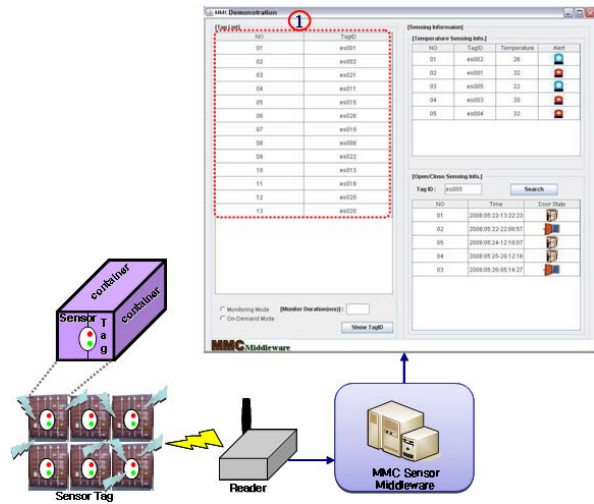 MMC Demonstration
1
[Tag List]
NO TagID
01 es001
02 es002
03 es021
04 es011
05 es015
06 es026
07 es018
08 es008
09 es022
10 es013
11 es018
12 es025
13 es020
Monitoring Mode [Monitor Duration(ms)] :
On-Demand Mode
Show TagID
MMC Middleware
[Sensing Information]
[Temperature Sensing Info.]
NO TagID Temperature Alert
01 es002 26
02 es001 32
03 es005 22
04 es003 30
05 es004 32
[Open/Close Sensing Info.]
Tag ID : es005 Search
NO Time Door State
01 2008:05:22-13:22:23
02 2008:05:22-22:08:57
05 2008:05:24-12:18:07
04 2008:05:25-20:12:18
03 2008:05:26-05:14:27
container
container
Sensor
Tag
Sensor Tag
Reader
MMC Sensor
Middleware